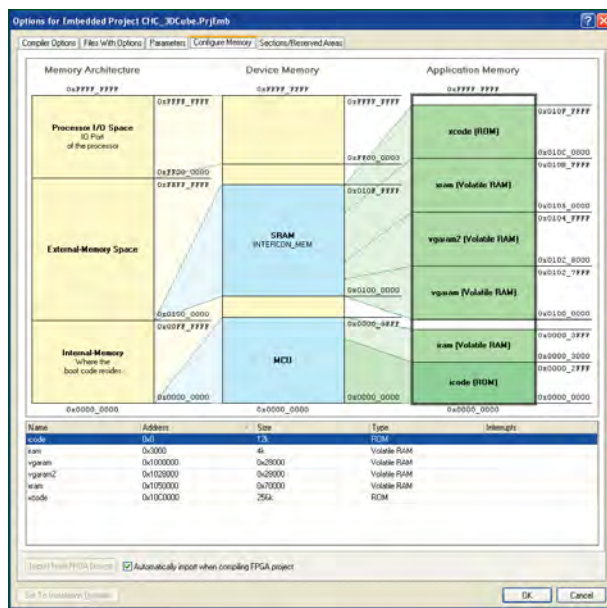 Options for Embedded Project CHC_3DCube.PrjEmb
Compiler Options Files With Options Parameters Configure Memory Sections/Reserved Areas
Memory Architecture Device Memory Application Memory
0xFFFF_FFFF 0xFFFF_FFFF 0xFFFF_FFFF
0xFFFF_FFFF 0xFFFF_FFFF 0x010F_FFFF
Processor I/O Space
IO Port
of the processor
xcode (ROM)
0xFF00_0000 0xFF00_0000 0x010C_0000
0xFEFF_FFFF 0x010F_FFFF 0x010B_FFFF
xram (Volatile RAM)
0x0105_0000
0x0104_FFFF
External-Memory Space
SRAM
INTERCON_MEM
vgaram2 (Volatile RAM)
0x0102_8000
0x0102_7FFF
vgaram (Volatile RAM)
0x0100_0000 0x0100_0000 0x0100_0000
0x00FF_FFFF 0x0000_3FFF
Internal-Memory
Where the
boot code resides
MCU
iram (Volatile RAM)
0x0000_3000
0x0000_2FFF
icode (ROM)
0x0000_0000 0x0000_0000 0x0000_0000
0x0000_0000 0x0000_0000 0x0000_0000
Name Address Size Type Interrupts
icode 0x0 12k ROM
iram 0x3000 4k Volatile RAM
vgaram 0x1000000 0x28000 Volatile RAM
vgaram2 0x1028000 0x28000 Volatile RAM
xram 0x1050000 0x70000 Volatile RAM
xcode 0x10C0000 256k ROM
Automatically import when compiling FPGA project
OK Cancel